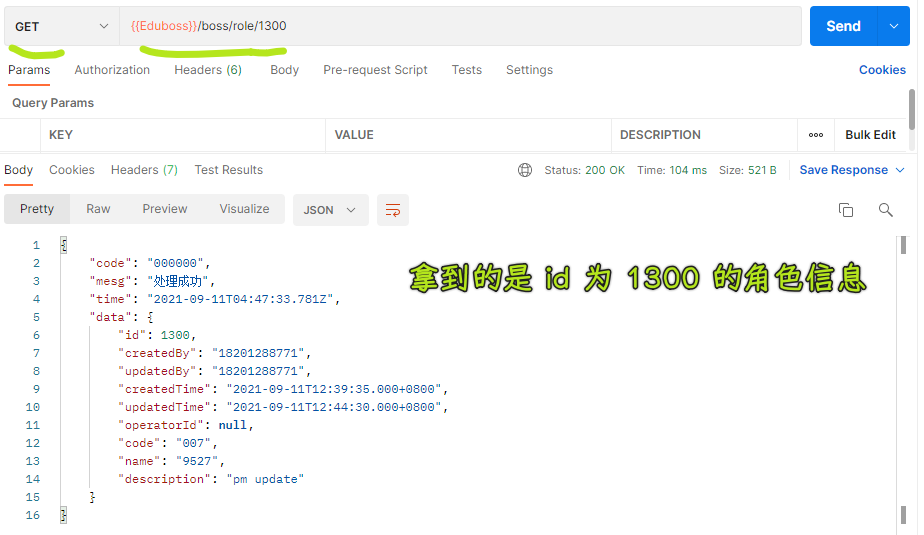 GET {{Eduboss}}/boss/role/1300 Send
Params Authorization Headers (6) Body Pre-request Script Tests Settings Cookies
Query Params
KEY VALUE DESCRIPTION ooo Bulk Edit
Body Cookies Headers (7) Test Results Status: 200 OK Time: 104 ms Size: 521 B Save Response
Pretty Raw Preview Visualize JSON
1 {
2 "code": "000000",
3 "mesg": "处理成功",
4 "time": "2021-09-11T04:47:33.781Z",
5 "data": {
6 "id": 1300,
7 "createdBy": "18201288771",
8 "updatedBy": "18201288771",
9 "createdTime": "2021-09-11T12:39:35.000+0800",
10 "updatedTime": "2021-09-11T12:44:30.000+0800",
11 "operatorId": null,
12 "code": "007",
13 "name": "9527",
14 "description": "pm update"
15 }
16 }
拿到的是 id 为 1300 的角色信息